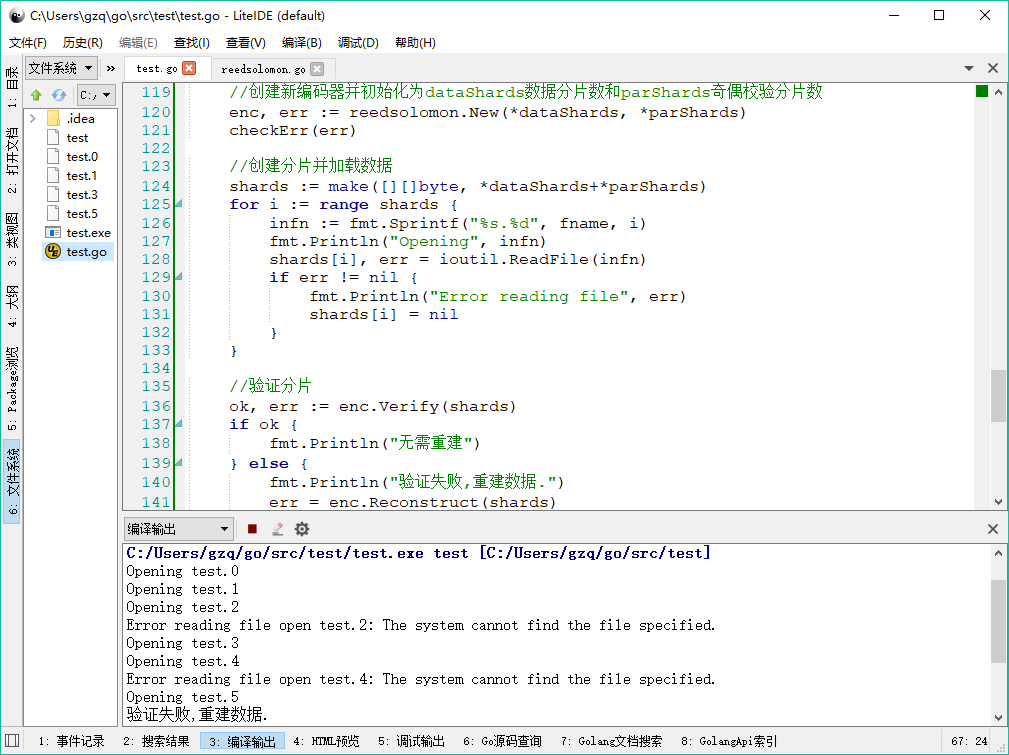 C:\Users\gzq\go\src\test\test.go - LiteIDE (default)
文件(F) 历史(R) 编辑(E) 查找(I) 查看(V) 编译(B) 调试(D) 帮助(H)
1: 目录
2: 打开文档
3: 类视图
4: 大纲
5: Package浏览
6: 文件系统
文件系统 »
C:/
.idea
test
test.0
test.1
test.3
test.5
test.exe
test.go
test.go reedsolomon.go
119 //创建新编码器并初始化为dataShards数据分片数和parShards奇偶校验分片数
120 enc, err := reedsolomon.New(*dataShards, *parShards)
121 checkErr(err)
122
123 //创建分片并加载数据
124 shards := make([][]byte, *dataShards+*parShards)
125 for i := range shards {
126 infn := fmt.Sprintf("%s.%d", fname, i)
127 fmt.Println("Opening", infn)
128 shards[i], err = ioutil.ReadFile(infn)
129 if err != nil {
130 fmt.Println("Error reading file", err)
131 shards[i] = nil
132 }
133 }
134
135 //验证分片
136 ok, err := enc.Verify(shards)
137 if ok {
138 fmt.Println("无需重建")
139 } else {
140 fmt.Println("验证失败,重建数据.")
141 err = enc.Reconstruct(shards)
编译输出
C:/Users/gzq/go/src/test/test.exe test [C:/Users/gzq/go/src/test]
Opening test.0
Opening test.1
Opening test.2
Error reading file open test.2: The system cannot find the file specified.
Opening test.3
Opening test.4
Error reading file open test.4: The system cannot find the file specified.
Opening test.5
验证失败,重建数据.
1: 事件记录 2: 搜索结果 3: 编译输出 4: HTML预览 5: 调试输出 6: Go源码查询 7: Golang文档搜索 8: GolangApi索引 67: 24